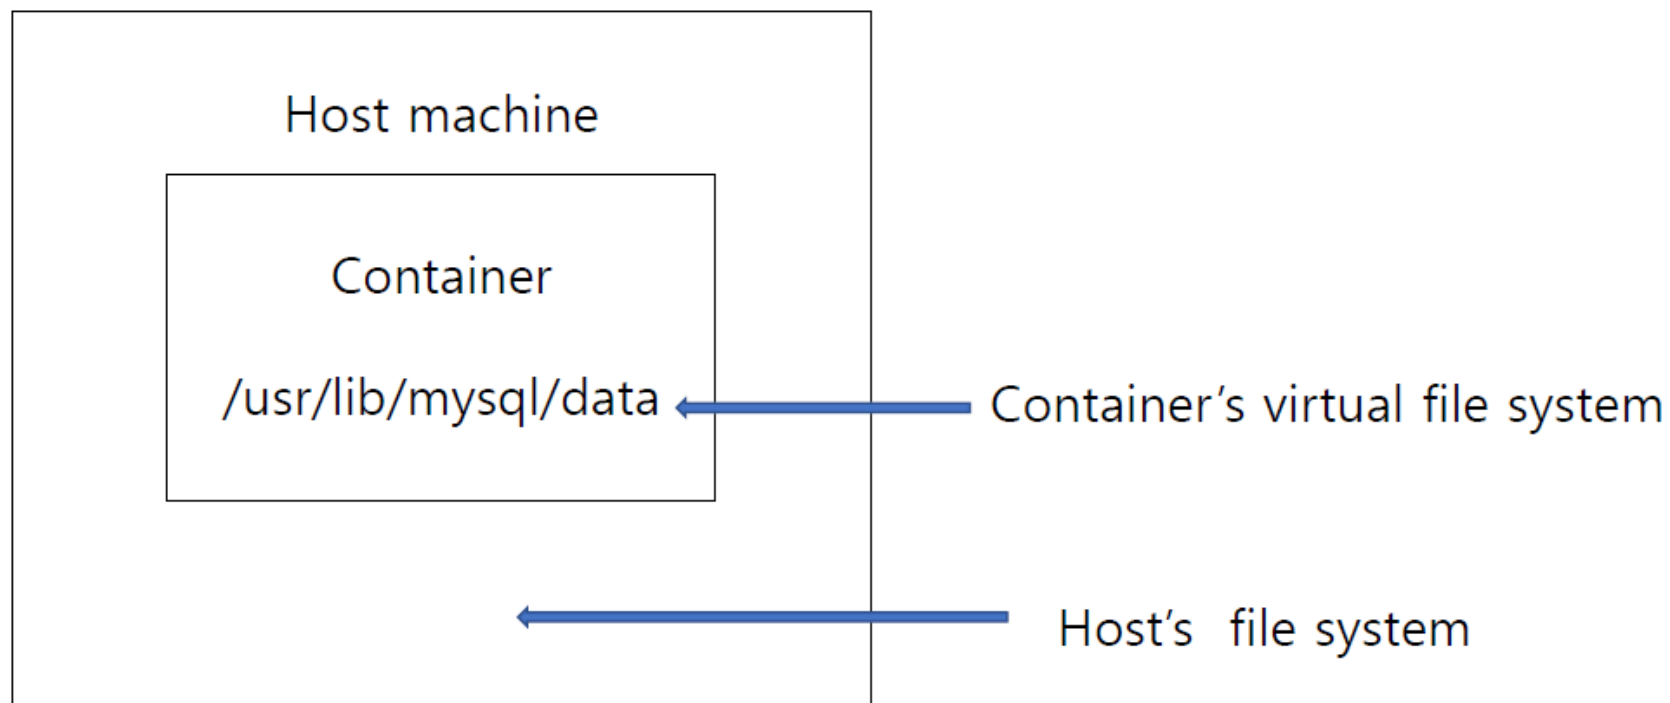 Host machine
Container
/usr/lib/mysql/data
Container's virtual file system
Host's file system